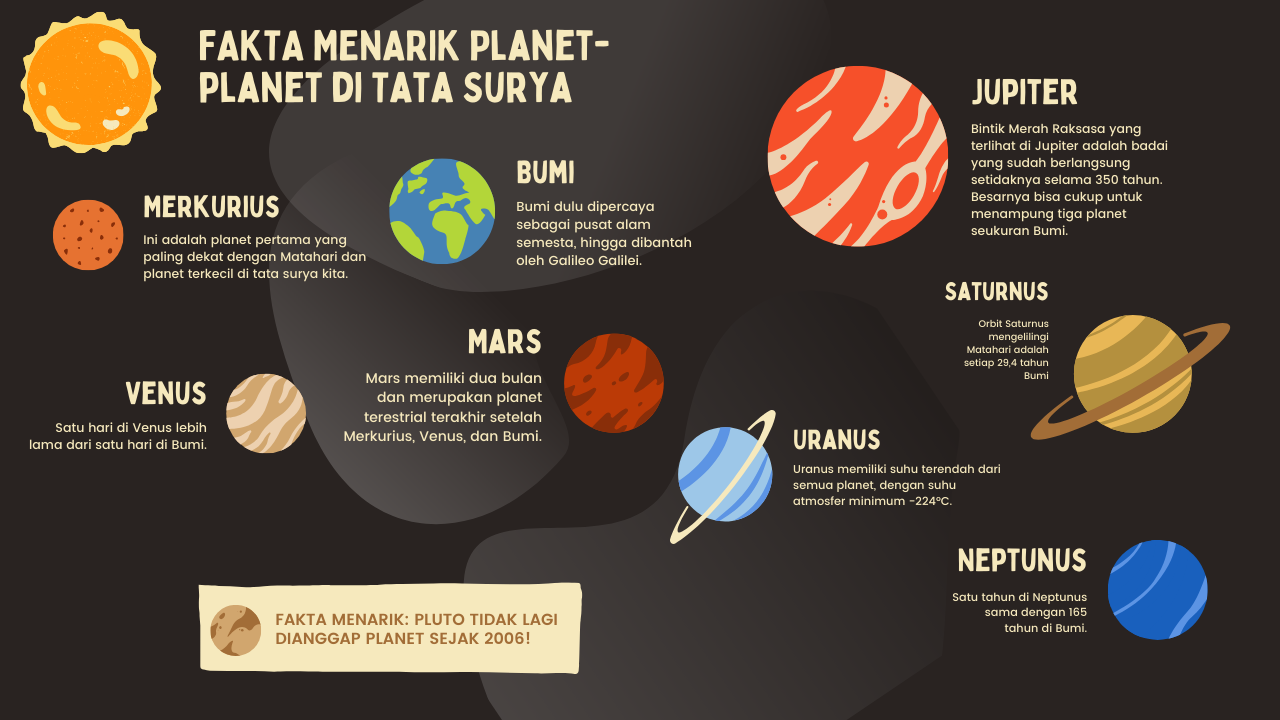 FAKTA MENARIK PLANET-
PLANET DI TATA SURYA
MERKURIUS
Ini adalah planet pertama yang
paling dekat dengan Matahari dan
planet terkecil di tata surya kita.
BUMI
Bumi dulu dipercaya
sebagai pusat alam
semesta, hingga dibantah
oleh Galileo Galilei.
JUPITER
Bintik Merah Raksasa yang
terlihat di Jupiter adalah badai
yang sudah berlangsung
setidaknya selama 350 tahun.
Besarnya bisa cukup untuk
menampung tiga planet
seukuran Bumi.
VENUS
Satu hari di Venus lebih
lama dari satu hari di Bumi.
MARS
Mars memiliki dua bulan
dan merupakan planet
terestrial terakhir setelah
Merkurius, Venus, dan Bumi.
SATURNUS
Orbit Saturnus
mengelilingi
Matahari adalah
setiap 29,4 tahun
Bumi
URANUS
Uranus memiliki suhu terendah dari
semua planet, dengan suhu
atmosfer minimum -224°C.
NEPTUNUS
Satu tahun di Neptunus
sama dengan 165
tahun di Bumi.
FAKTA MENARIK: PLUTO TIDAK LAGI
DIANGGAP PLANET SEJAK 2006!